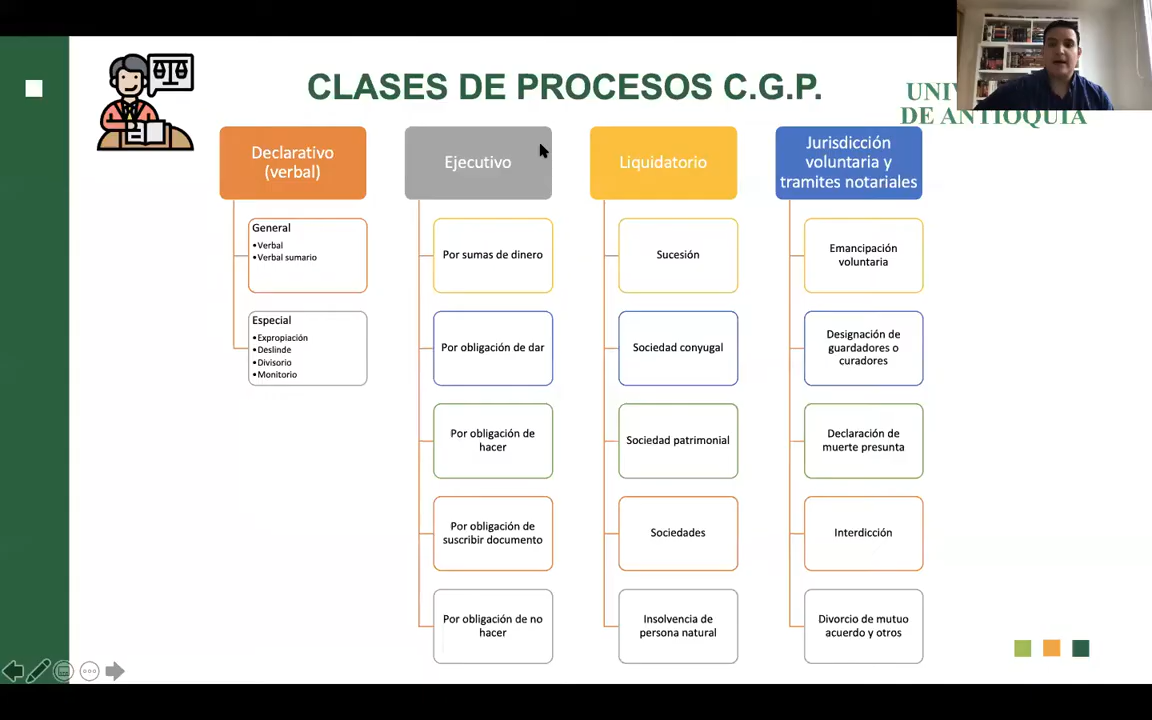 CLASES DE PROCESOS C.G.P.
DE ANTIOQUIA
Declarativo
(verbal)
General
•Verbal
•Verbal sumario
Especial
•Expropiación
•Deslinde
•Divisorio
•Monitorio
Ejecutivo
Por sumas de dinero
Por obligación de dar
Por obligación de
hacer
Por obligación de
suscribir documento
Por obligación de no
hacer
Liquidatorio
Sucesión
Sociedad conyugal
Sociedad patrimonial
Sociedades
Insolvencia de
persona natural
Jurisdicción
voluntaria y
tramites notariales
Emancipación
voluntaria
Designación de
guardadores o
curadores
Declaración de
muerte presunta
Interdicción
Divorcio de mutuo
acuerdo y otros